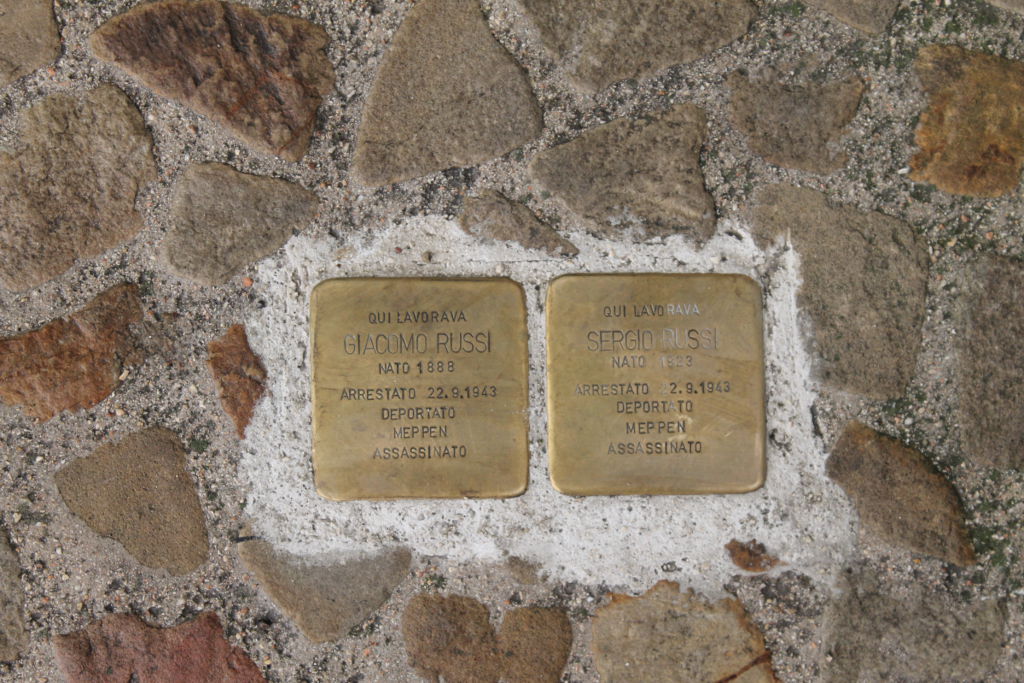 QUI LAVORAVA
GIACOMO RUSSI
NATO 1888
ARRESTATO 22.9.1943
DEPORTATO
MEPPEN
ASSASSINATO
QUI LAVORAVA
SERGIO RUSSI
NATO 1923
ARRESTATO 22.9.1943
DEPORTATO
MEPPEN
ASSASSINATO